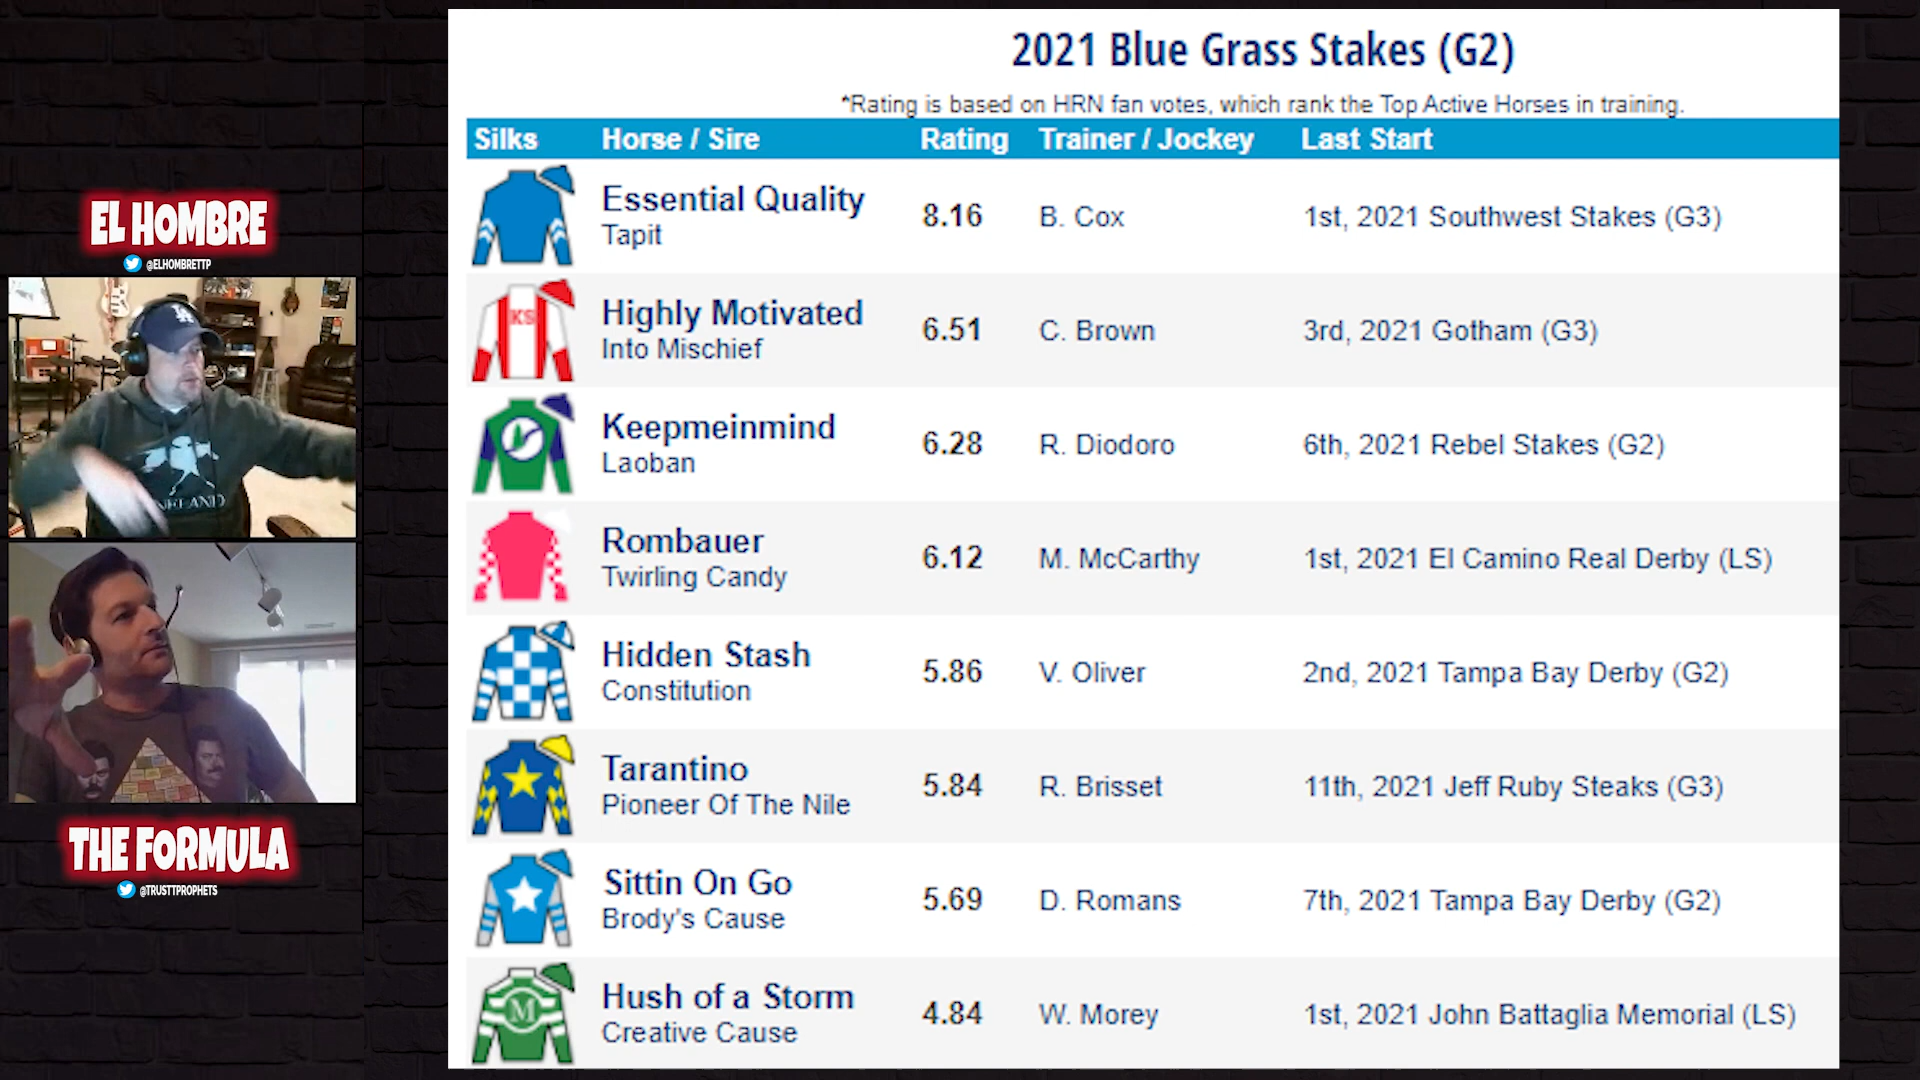 2021 Blue Grass Stakes (G2)
*Rating is based on HRN fan votes, which rank the Top Active Horses in training.
Silks Horse / Sire Rating Trainer / Jockey Last Start
Essential Quality
Tapit
8.16 B. Cox 1st, 2021 Southwest Stakes (G3)
KS
Highly Motivated
Into Mischief
6.51 C. Brown 3rd, 2021 Gotham (G3)
Keepmeinmind
Laoban
6.28 R. Diodoro 6th, 2021 Rebel Stakes (G2)
Rombauer
Twirling Candy
6.12 M. McCarthy 1st, 2021 El Camino Real Derby (LS)
Hidden Stash
Constitution
5.86 V. Oliver 2nd, 2021 Tampa Bay Derby (G2)
Tarantino
Pioneer Of The Nile
5.84 R. Brisset 11th, 2021 Jeff Ruby Steaks (G3)
Sittin On Go
Brody's Cause
5.69 D. Romans 7th, 2021 Tampa Bay Derby (G2)
M
Hush of a Storm
Creative Cause
4.84 W. Morey 1st, 2021 John Battaglia Memorial (LS)
EL HOMBRE
@ELHOMBRETTP
LA
THE FORMULA
@TRUSTTPROPHETS